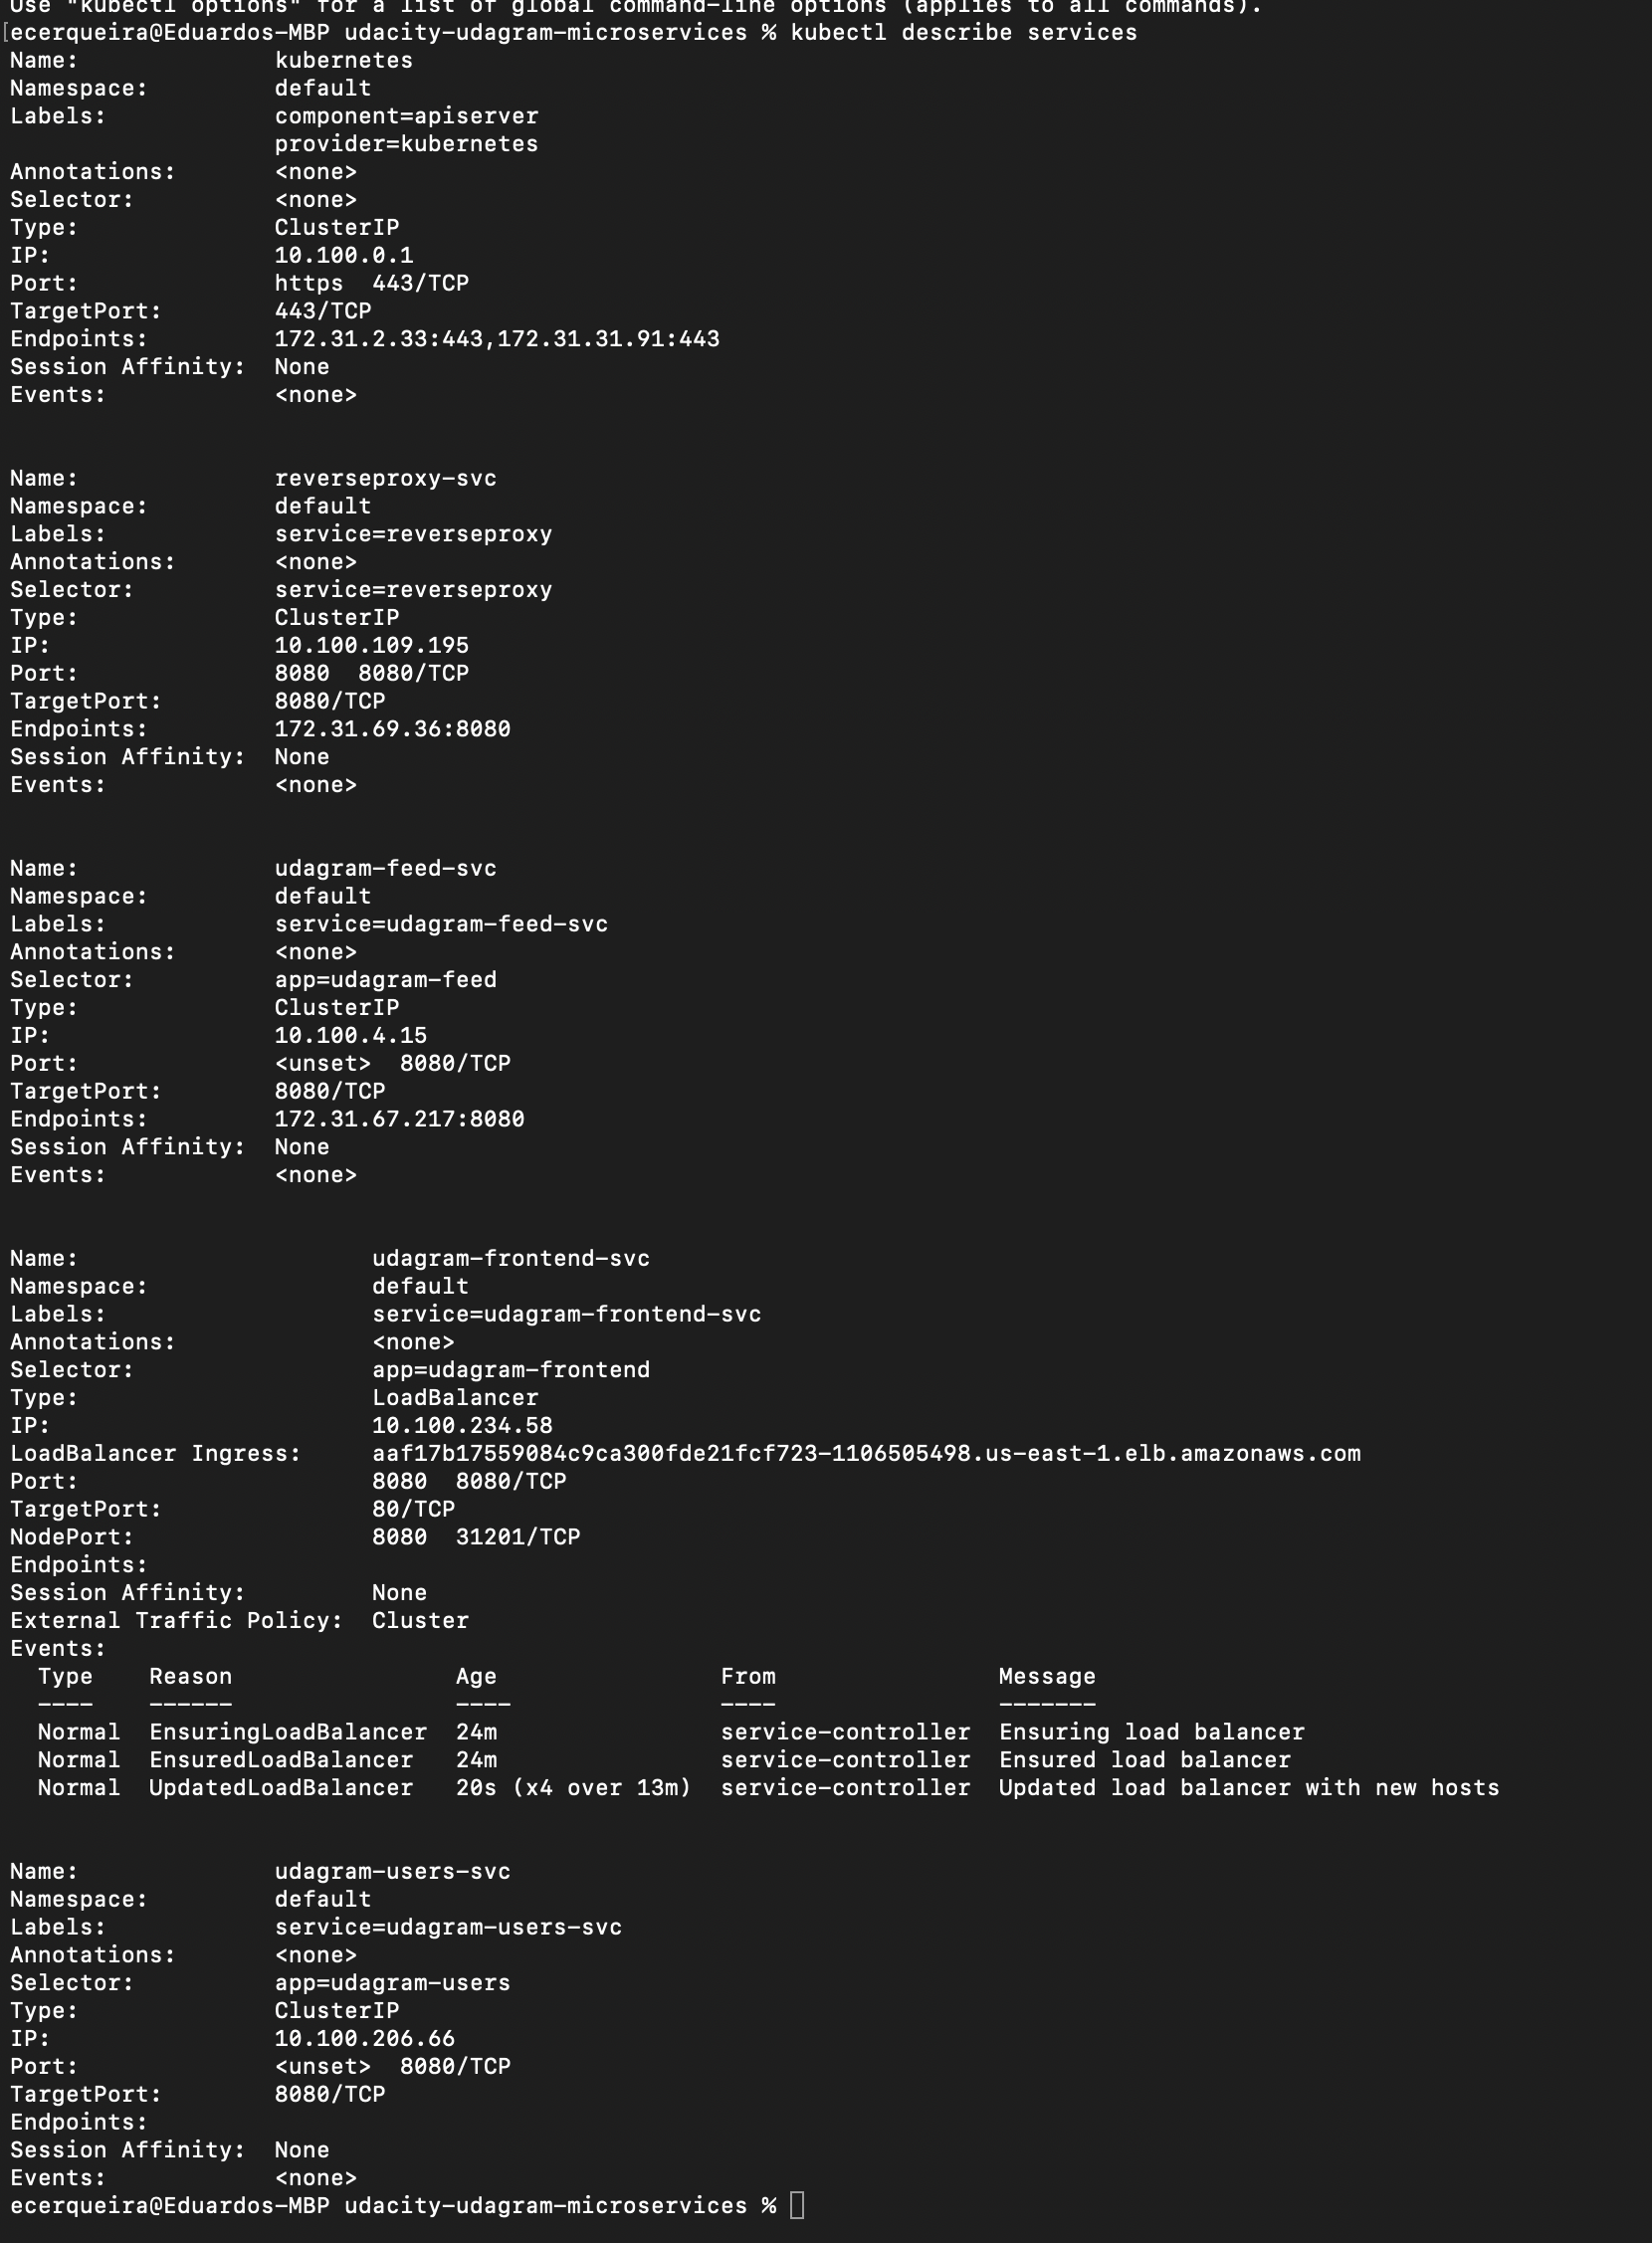 Use "kubectl options" for a list of global command-line options (applies to all commands).
[ecerqueira@Eduardos-MBP udacity-udagram-microservices % kubectl describe services
Name:              kubernetes
Namespace:         default
Labels:            component=apiserver
                   provider=kubernetes
Annotations:       <none>
Selector:          <none>
Type:              ClusterIP
IP:                10.100.0.1
Port:              https  443/TCP
TargetPort:        443/TCP
Endpoints:         172.31.2.33:443,172.31.31.91:443
Session Affinity:  None
Events:            <none>

Name:              reverseproxy-svc
Namespace:         default
Labels:            service=reverseproxy
Annotations:       <none>
Selector:          service=reverseproxy
Type:              ClusterIP
IP:                10.100.109.195
Port:              8080  8080/TCP
TargetPort:        8080/TCP
Endpoints:         172.31.69.36:8080
Session Affinity:  None
Events:            <none>

Name:              udagram-feed-svc
Namespace:         default
Labels:            service=udagram-feed-svc
Annotations:       <none>
Selector:          app=udagram-feed
Type:              ClusterIP
IP:                10.100.4.15
Port:              <unset>  8080/TCP
TargetPort:        8080/TCP
Endpoints:         172.31.67.217:8080
Session Affinity:  None
Events:            <none>

Name:                     udagram-frontend-svc
Namespace:                default
Labels:                   service=udagram-frontend-svc
Annotations:              <none>
Selector:                 app=udagram-frontend
Type:                     LoadBalancer
IP:                       10.100.234.58
LoadBalancer Ingress:     aaf17b17559084c9ca300fde21fcf723-1106505498.us-east-1.elb.amazonaws.com
Port:                     8080  8080/TCP
TargetPort:               80/TCP
NodePort:                 8080  31201/TCP
Endpoints:
Session Affinity:         None
External Traffic Policy:  Cluster
Events:
  Type    Reason                Age                From                Message
  ----    ------                ----               ----                -------
  Normal  EnsuringLoadBalancer  24m                service-controller  Ensuring load balancer
  Normal  EnsuredLoadBalancer   24m                service-controller  Ensured load balancer
  Normal  UpdatedLoadBalancer   20s (x4 over 13m)  service-controller  Updated load balancer with new hosts

Name:              udagram-users-svc
Namespace:         default
Labels:            service=udagram-users-svc
Annotations:       <none>
Selector:          app=udagram-users
Type:              ClusterIP
IP:                10.100.206.66
Port:              <unset>  8080/TCP
TargetPort:        8080/TCP
Endpoints:
Session Affinity:  None
Events:            <none>
ecerqueira@Eduardos-MBP udacity-udagram-microservices %